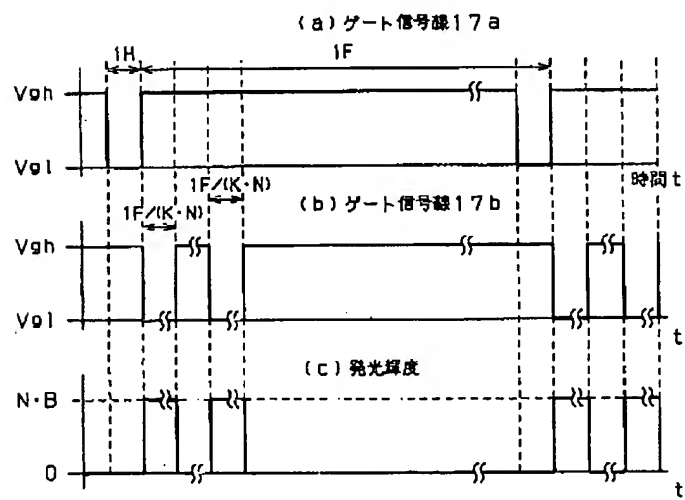 (a)ゲート信号線17a
1H
1F
Vgh
Vgl
時間t
1F/(K·N)
(b)ゲート信号線17b
1F/(K·N)
Vgh
Vgl
t
(c)発光輝度
N·B
0
t